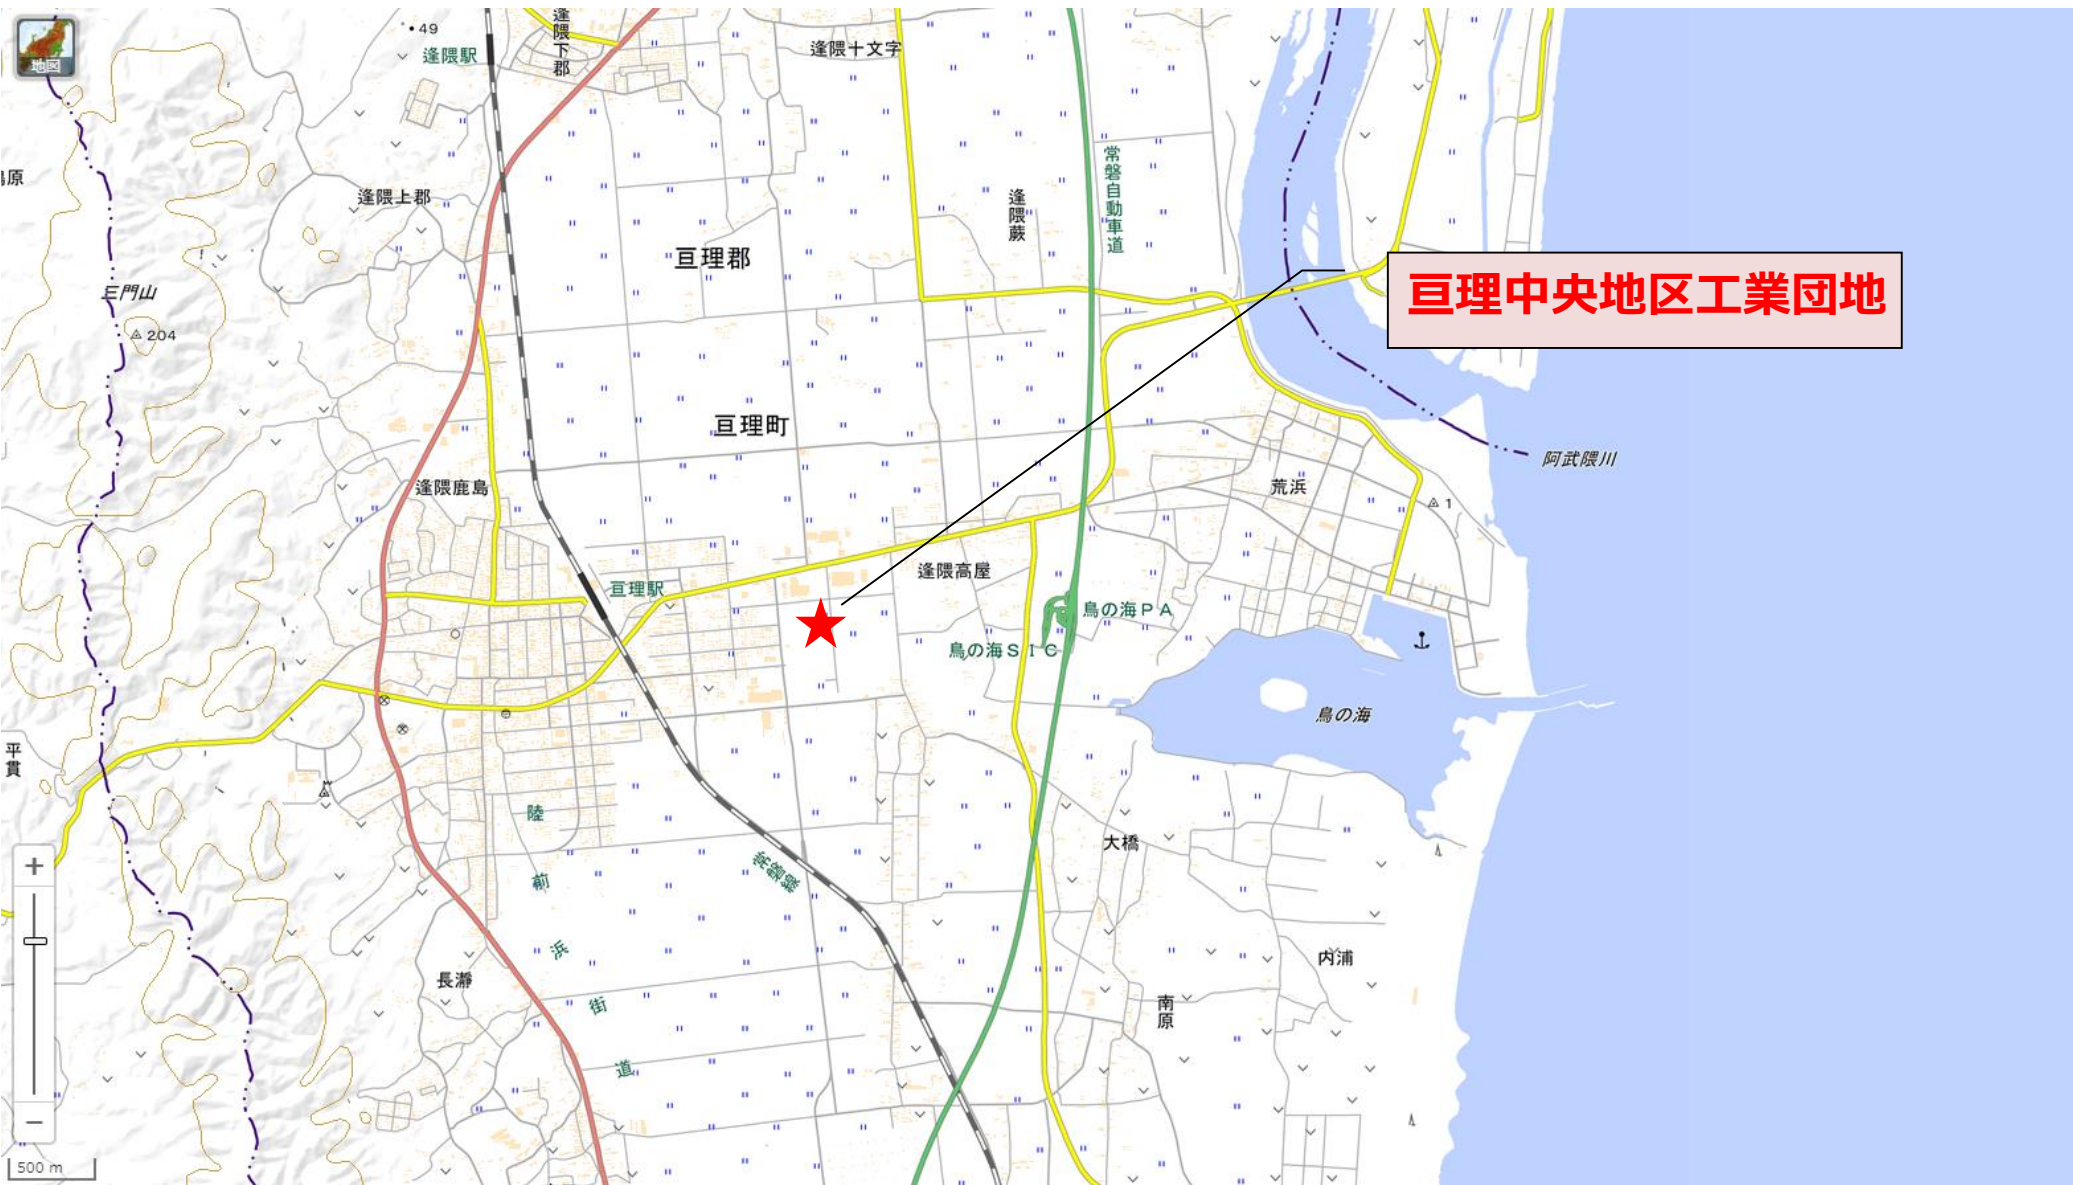 地図
49
逢隈駅
逢隈下郡
逢隈十文字
常磐自動車道
逢隈蕨
逢隈上郡
亘理郡
三門山
204
亘理中央地区工業団地
亘理町
阿武隈川
逢隈鹿島
荒浜
1
逢隈高屋
亘理駅
鳥の海PA
鳥の海SIC
鳥の海
平貫
陸前浜街道
常磐線
大橋
長瀞
内浦
南原
+
−
500 m